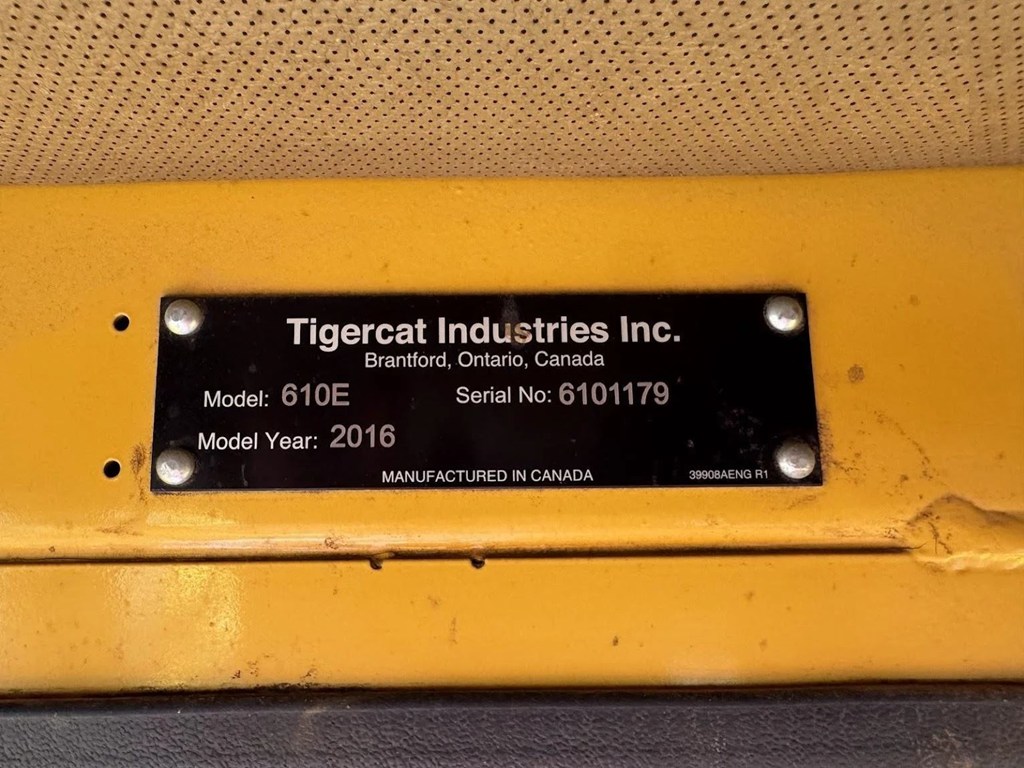 Tigercat Industries Inc.
Brantford, Ontario, Canada
Model: 610E Serial No: 6101179
Model Year: 2016
MANUFACTURED IN CANADA 39908AENG R1